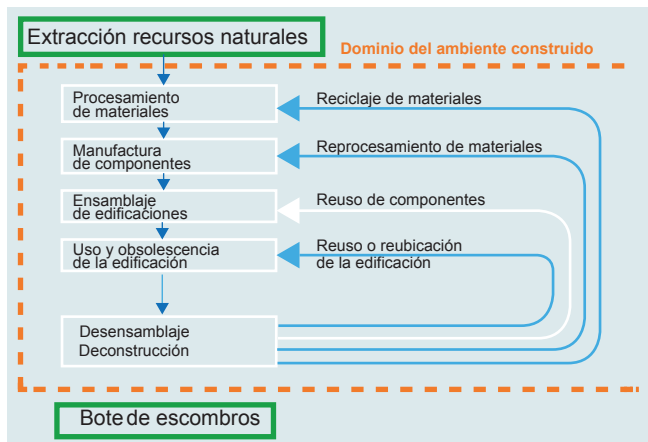 Extracción recursos naturales
Dominio del ambiente construido
Procesamiento
de materiales
Reciclaje de materiales
Manufactura
de componentes
Reprocesamiento de materiales
Ensamblaje
de edificaciones
Reuso de componentes
Uso y obsolescencia
de la edificación
Reuso o reubicación
de la edificación
Desensamblaje
Deconstrucción
Bote de escombros